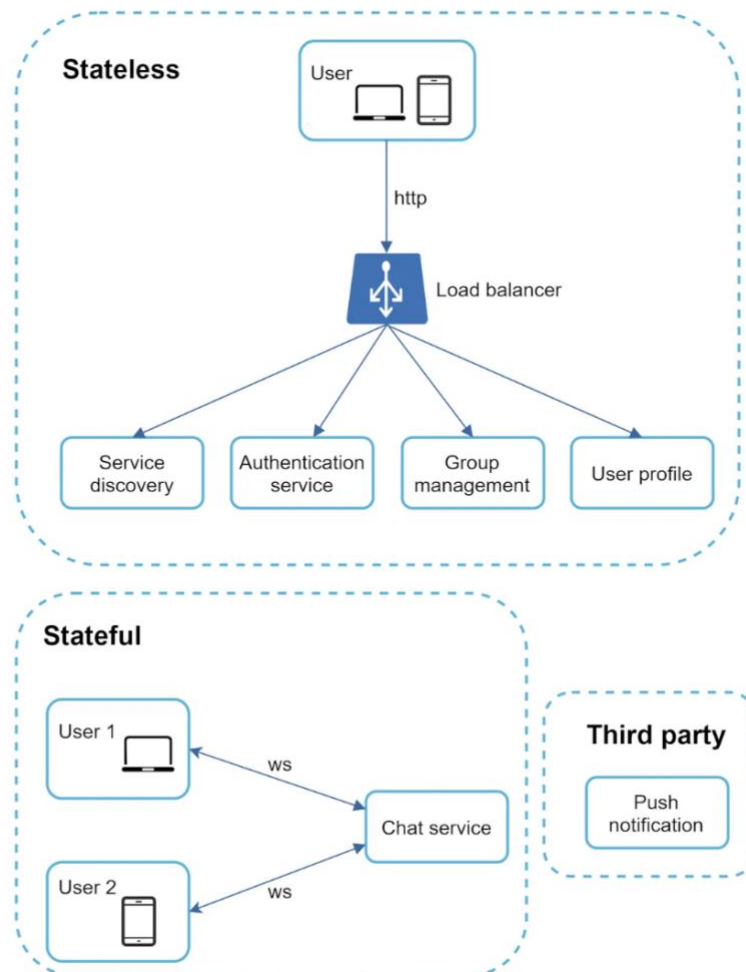 Stateless
User
http
Load balancer
Service
discovery
Authentication
service
Group
management
User profile
Stateful
User 1
ws
Chat service
User 2
ws
Third party
Push
notification